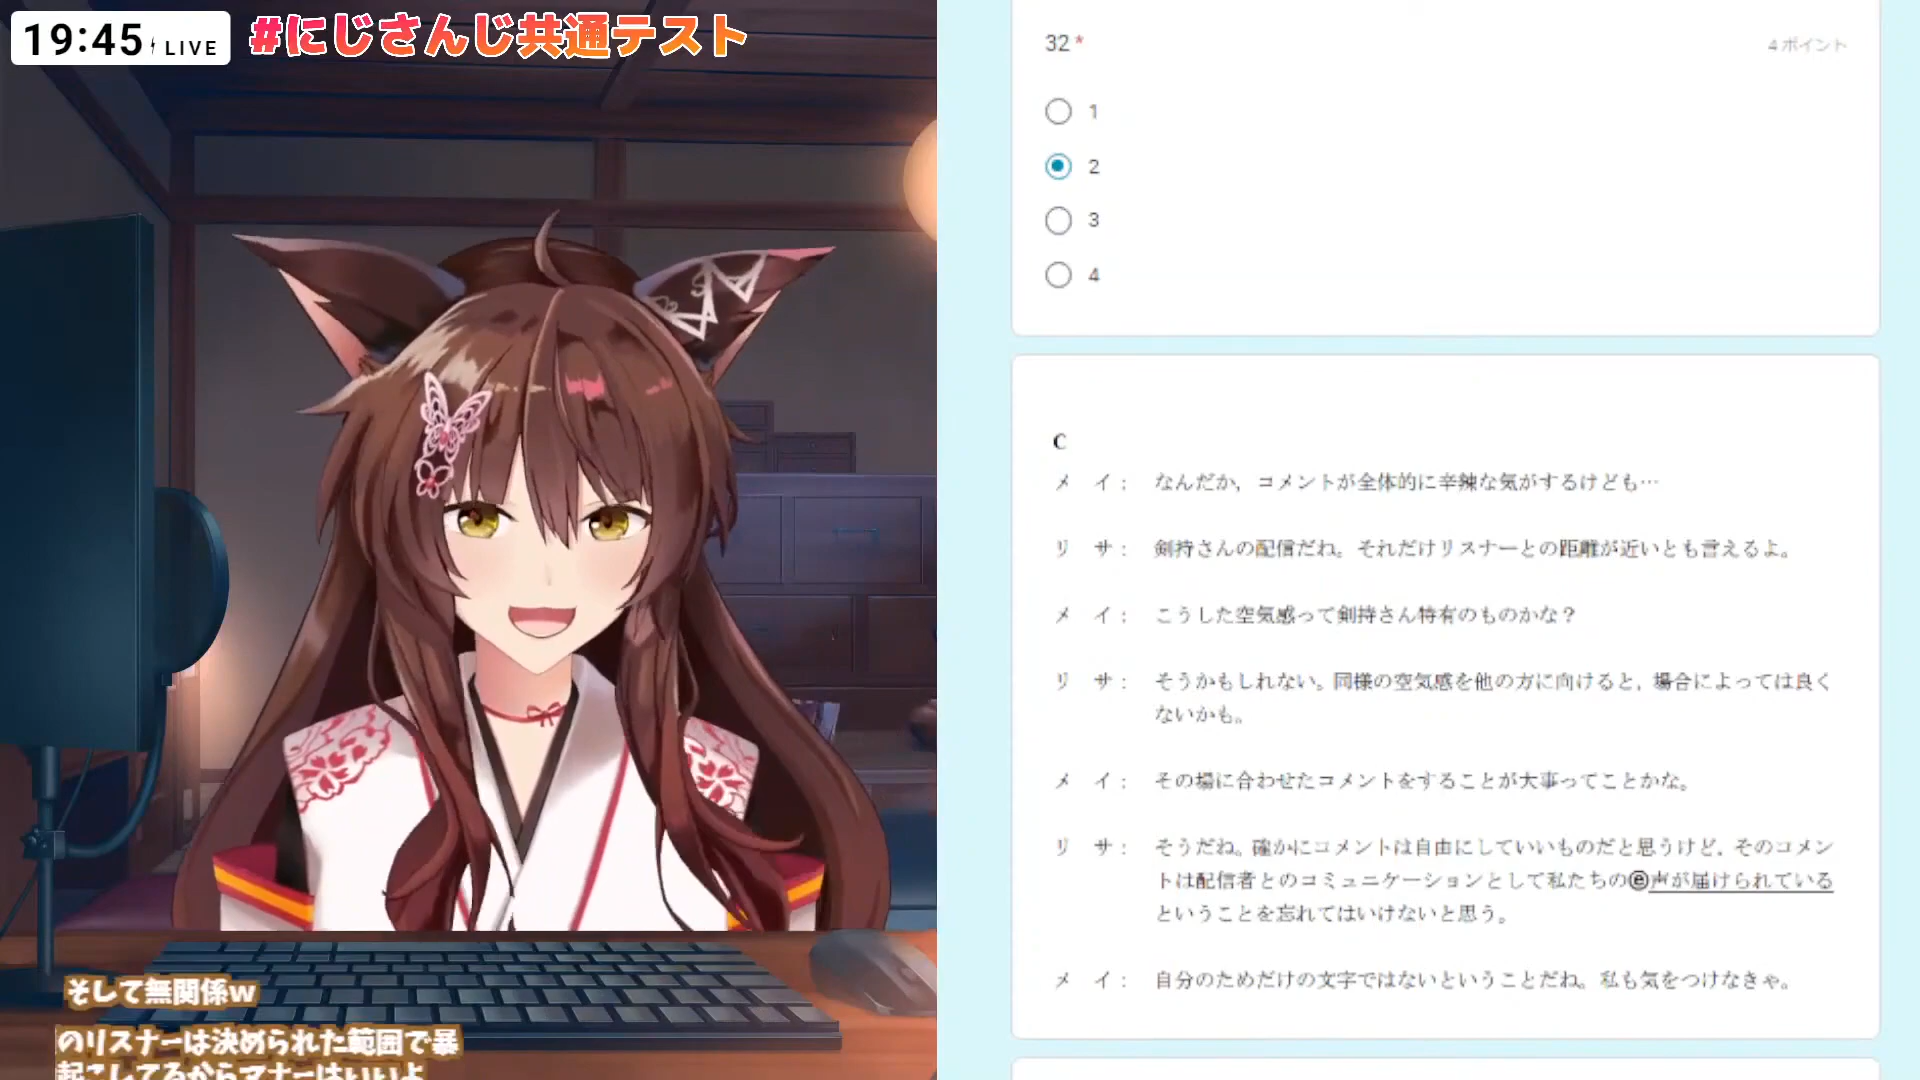 19:45 LIVE
#にじさんじ共通テスト
32 *
4 ポイント
1
2
3
4
C
メイ： なんだか，コメントが全体的に辛辣な気がするけども…
リサ： 剣持さんの配信だね。それだけリスナーとの距離が近いとも言えるよ。
メイ： こうした空気感って剣持さん特有のものかな？
リサ： そうかもしれない。同様の空気感を他の方に向けると，場合によっては良く
ないかも。
メイ： その場に合わせたコメントをすることが大事ってことかな。
リサ： そうだね。確かにコメントは自由にしていいものだと思うけど，そのコメン
トは配信者とのコミュニケーションとして私たちのⓔ声が届けられている
ということを忘れてはいけないと思う。
メイ： 自分のためだけの文字ではないということだね。私も気をつけなきゃ。
そして無関係w
のリスナーは決められた範囲で暴
起こしてるからマナーはいいよ